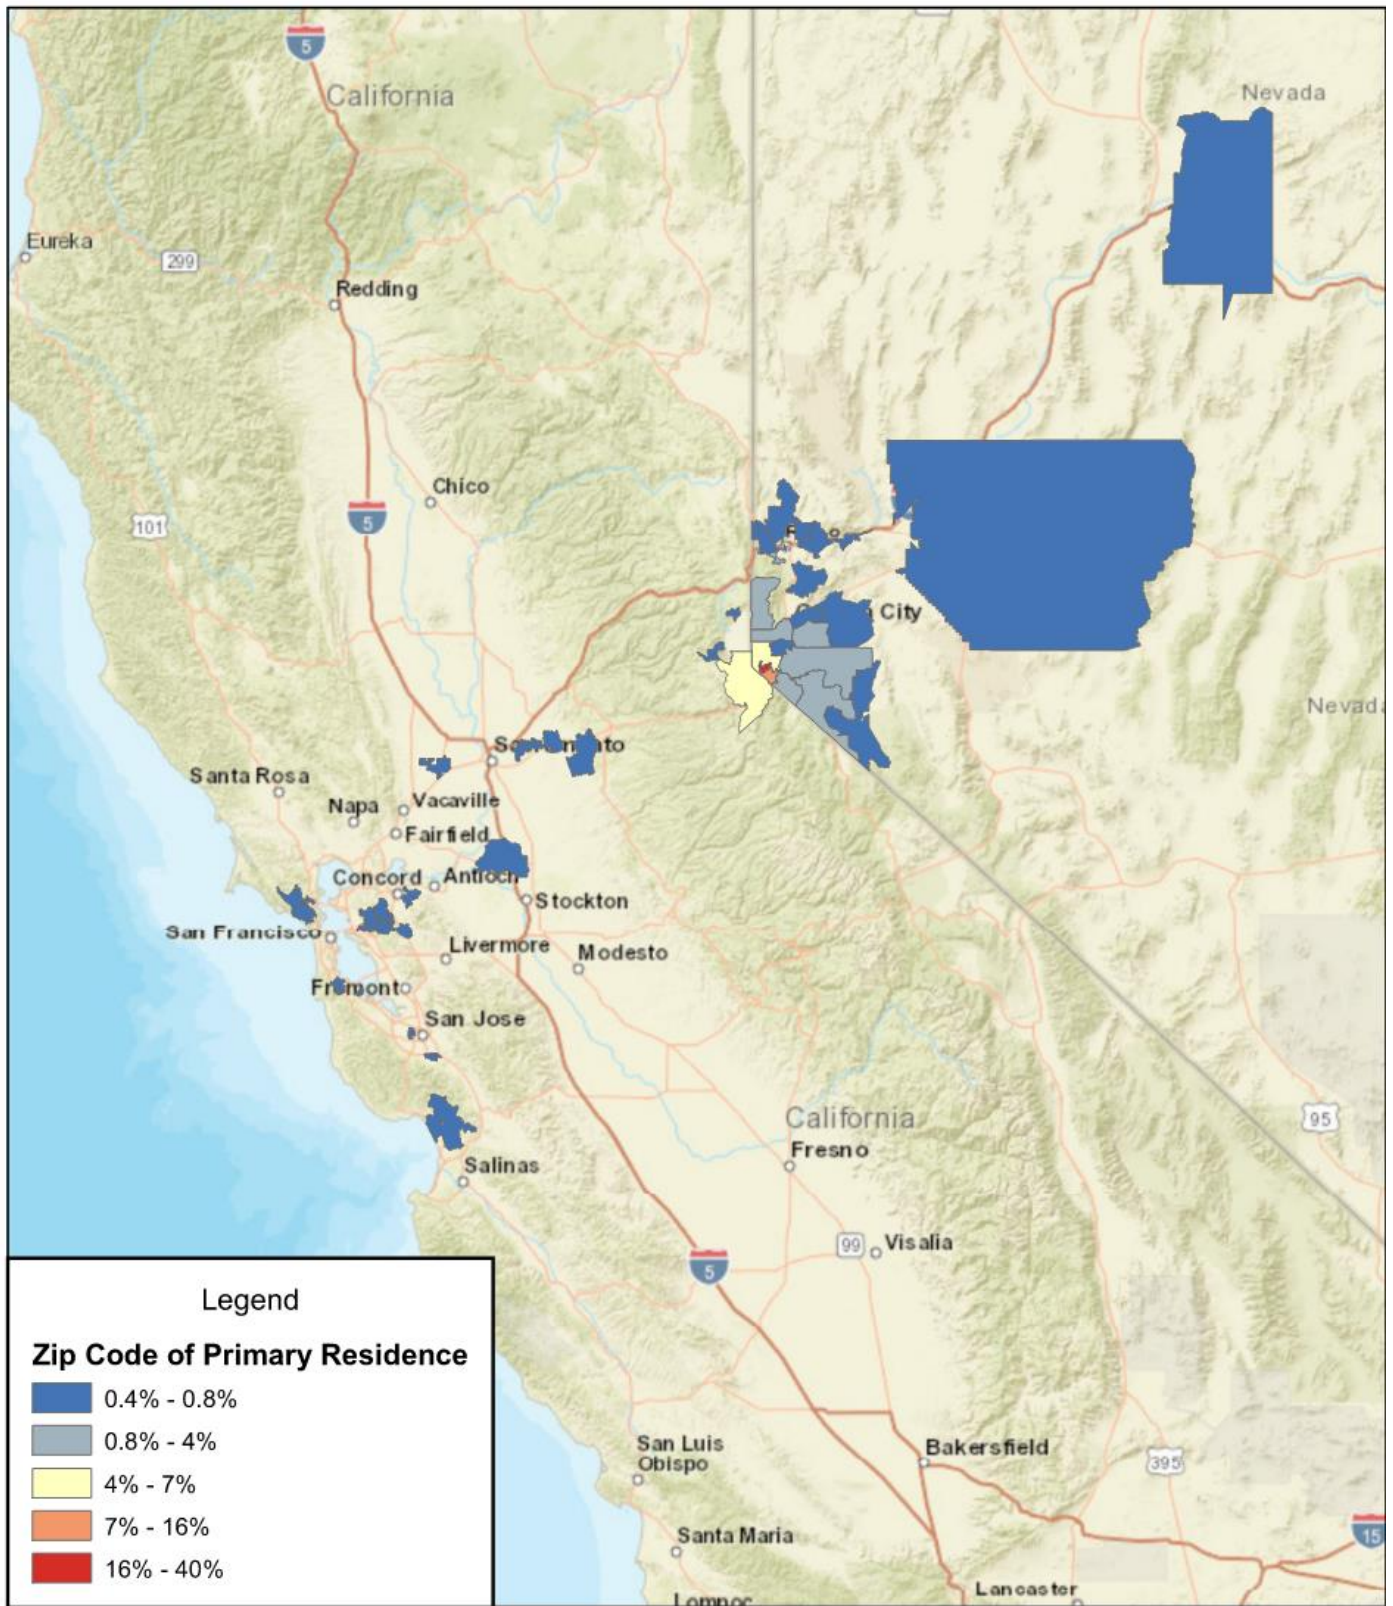 5
California
Nevada
Eureka
299
Redding
Chico
101
5
City
Nevada
Santa Rosa
Napa
Vacaville
Fairfield
Concord
Antioch
Stockton
San Francisco
Livermore
Modesto
Fremont
San Jose
California
95
Fresno
Salinas
99
Visalia
5
Legend
Zip Code of Primary Residence
0.4% - 0.8%
0.8% - 4%
4% - 7%
7% - 16%
16% - 40%
San Luis
Obispo
Bakersfield
395
Santa Maria
15
Lancaster
Lompoc